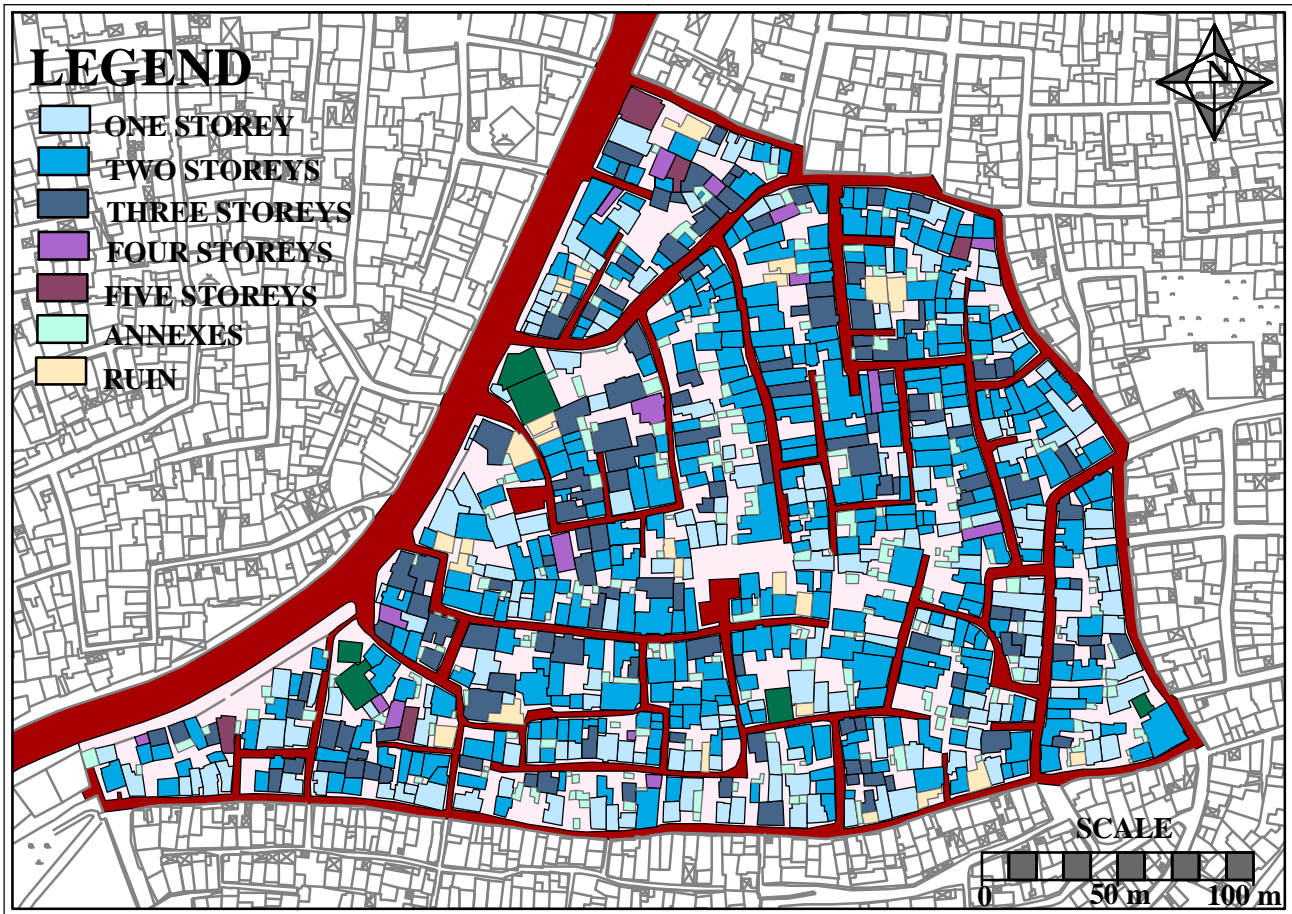 LEGEND
ONE STOREY
TWO STOREYS
THREE STOREYS
FOUR STOREYS
FIVE STOREYS
ANNEXES
RUIN
N
SCALE
0 50 m 100 m